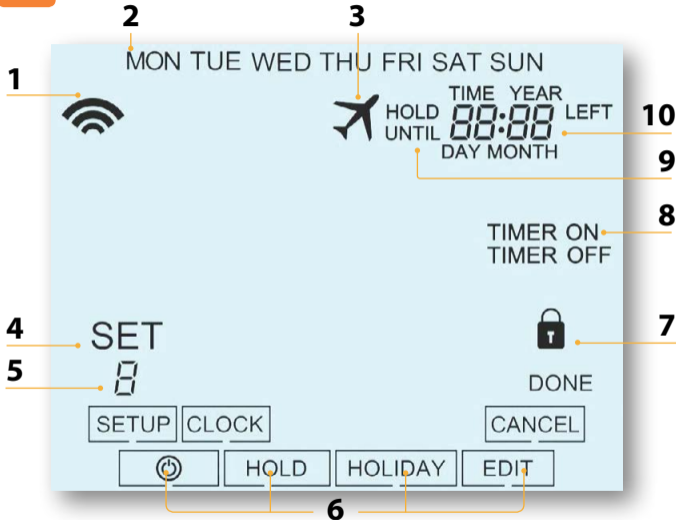 2 3
MON TUE WED THU FRI SAT SUN
1
TIME YEAR
HOLD
UNTIL 88:88 LEFT 10
DAY MONTH
9
8
TIMER ON
TIMER OFF
4 SET 7
5 8
DONE
SETUP CLOCK CANCEL
HOLD HOLIDAY EDIT
6